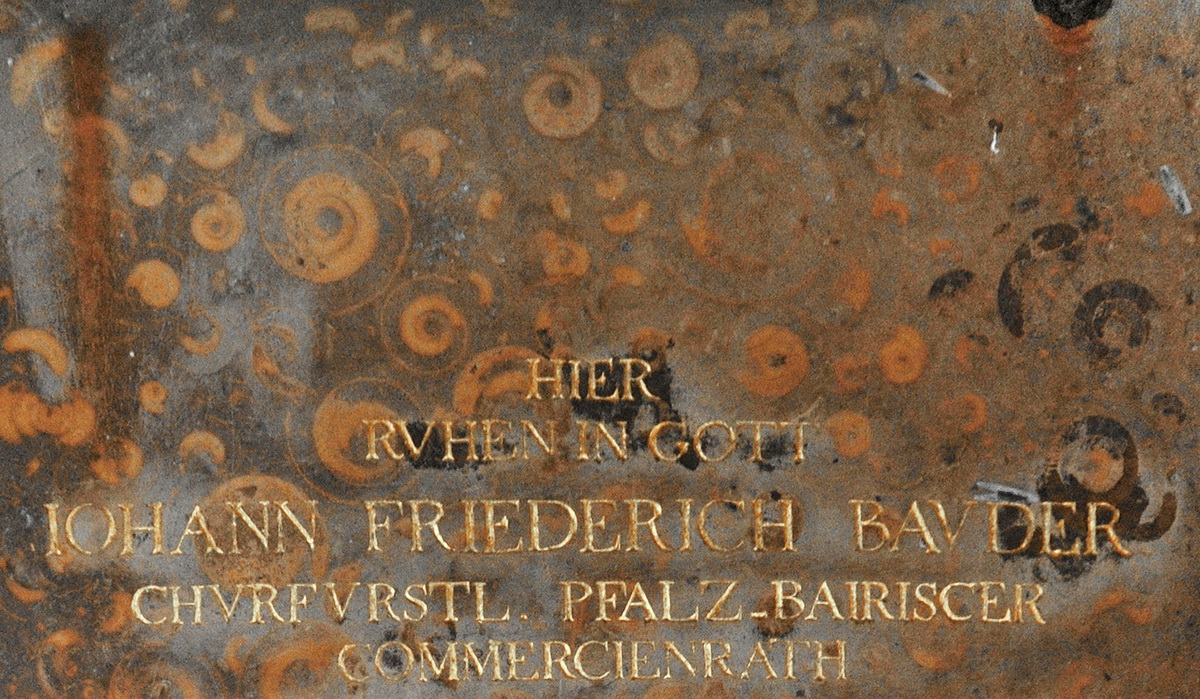 HIER
RVHEN IN GOTT
IOHANN FRIEDERICH BAVDER
CHVRFVRSTL. PFALZ-BAIRISCER
COMMERCIENRATH